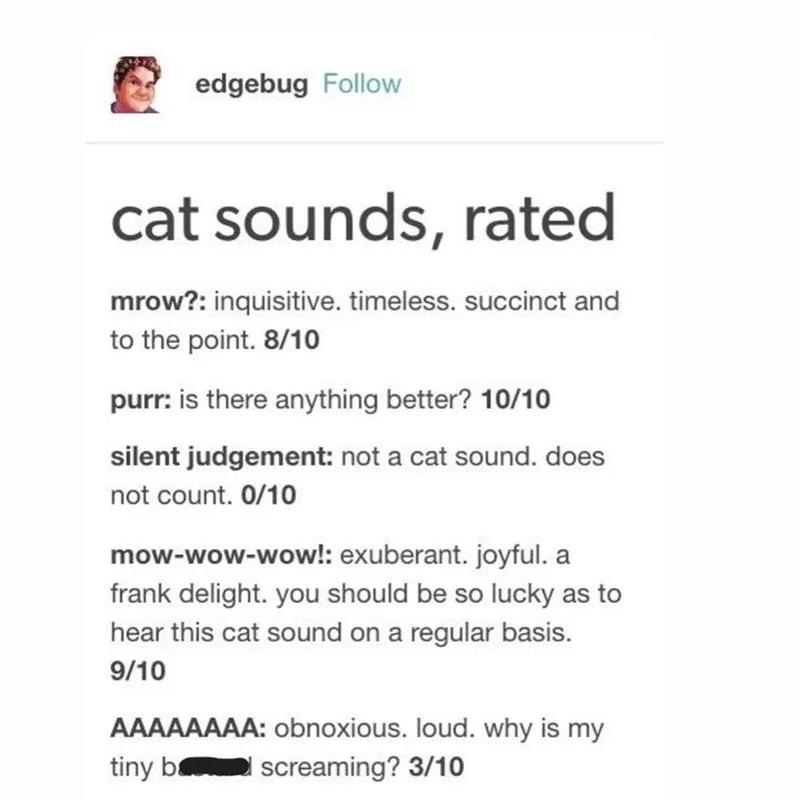 edgebug Follow
cat sounds, rated
mrow?: inquisitive. timeless. succinct and
to the point. 8/10
purr: is there anything better? 10/10
silent judgement: not a cat sound. does
not count. 0/10
mow-wow-wow!: exuberant. joyful. a
frank delight. you should be so lucky as to
hear this cat sound on a regular basis.
9/10
AAAAAAAA: obnoxious. loud. why is my
tiny screaming? 3/10